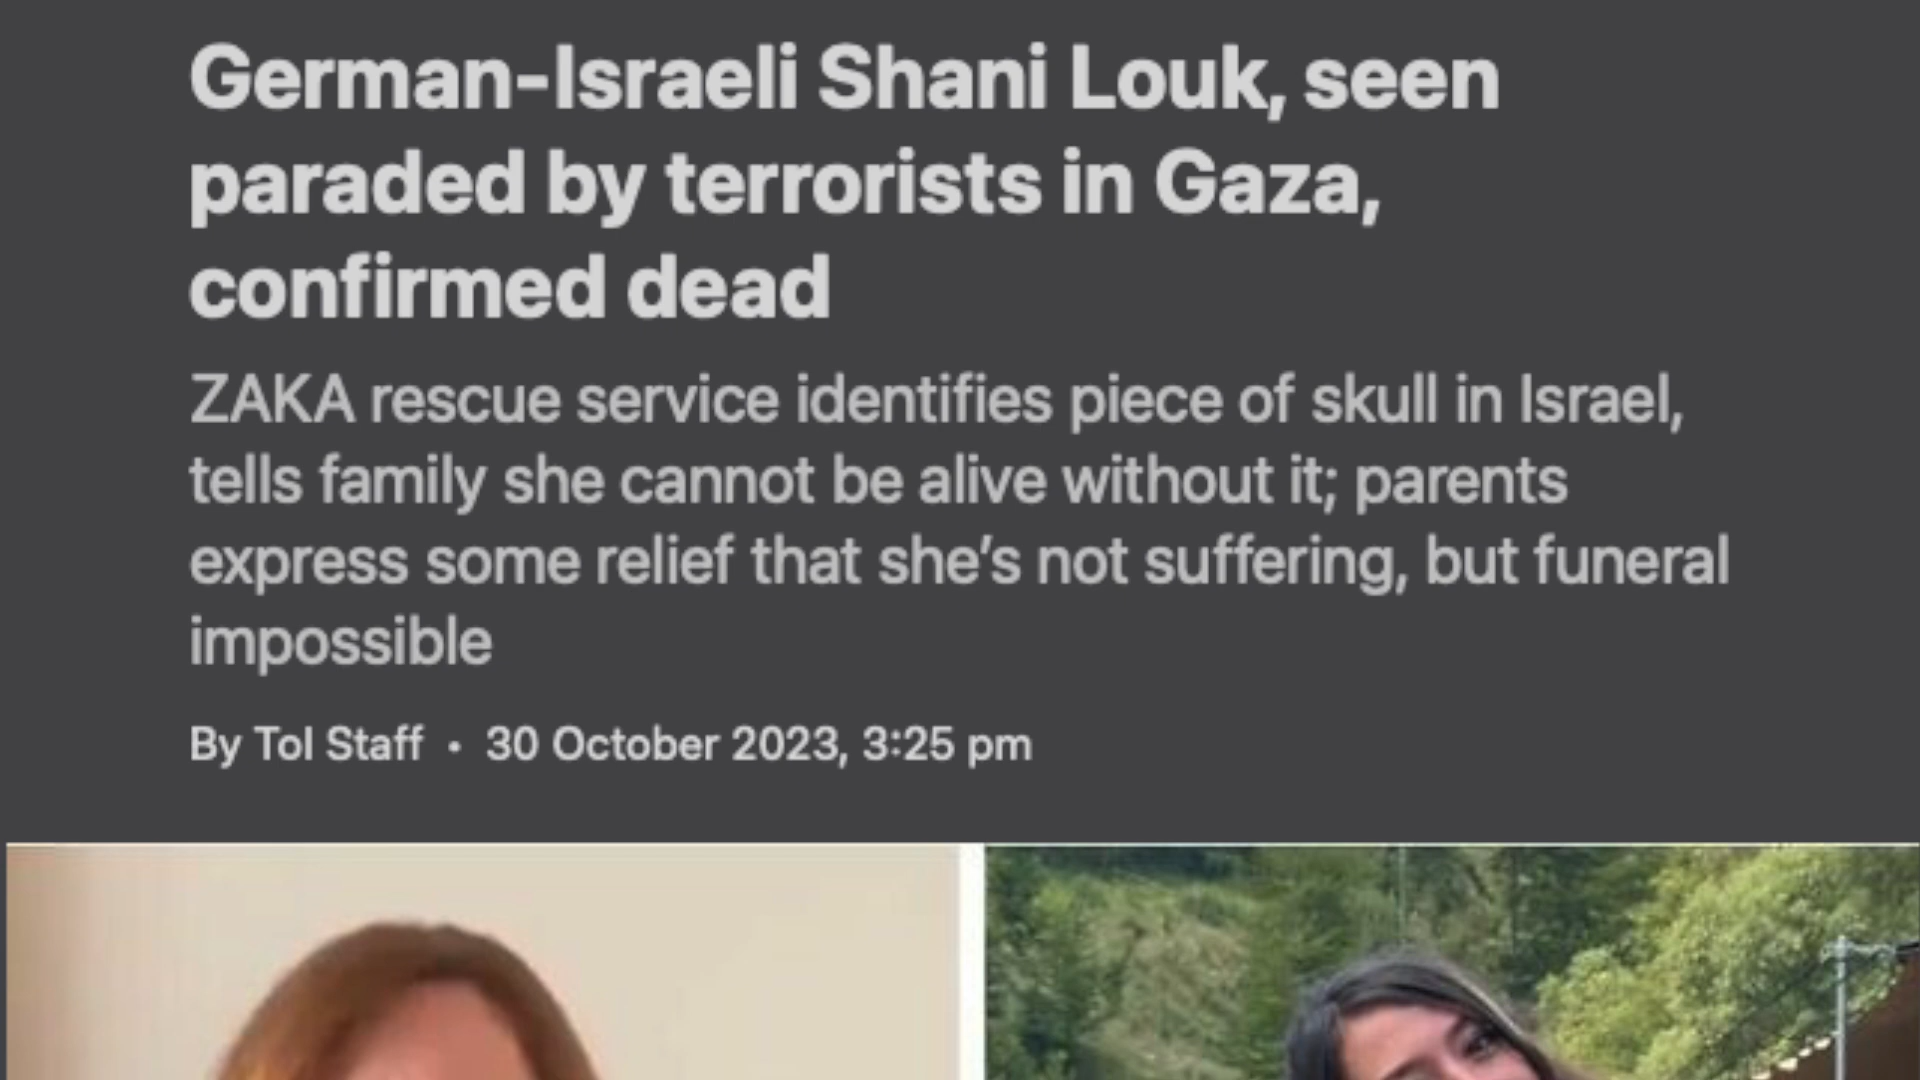 German-Israeli Shani Louk, seen
paraded by terrorists in Gaza,
confirmed dead
ZAKA rescue service identifies piece of skull in Israel,
tells family she cannot be alive without it; parents
express some relief that she’s not suffering, but funeral
impossible
By ToI Staff • 30 October 2023, 3:25 pm